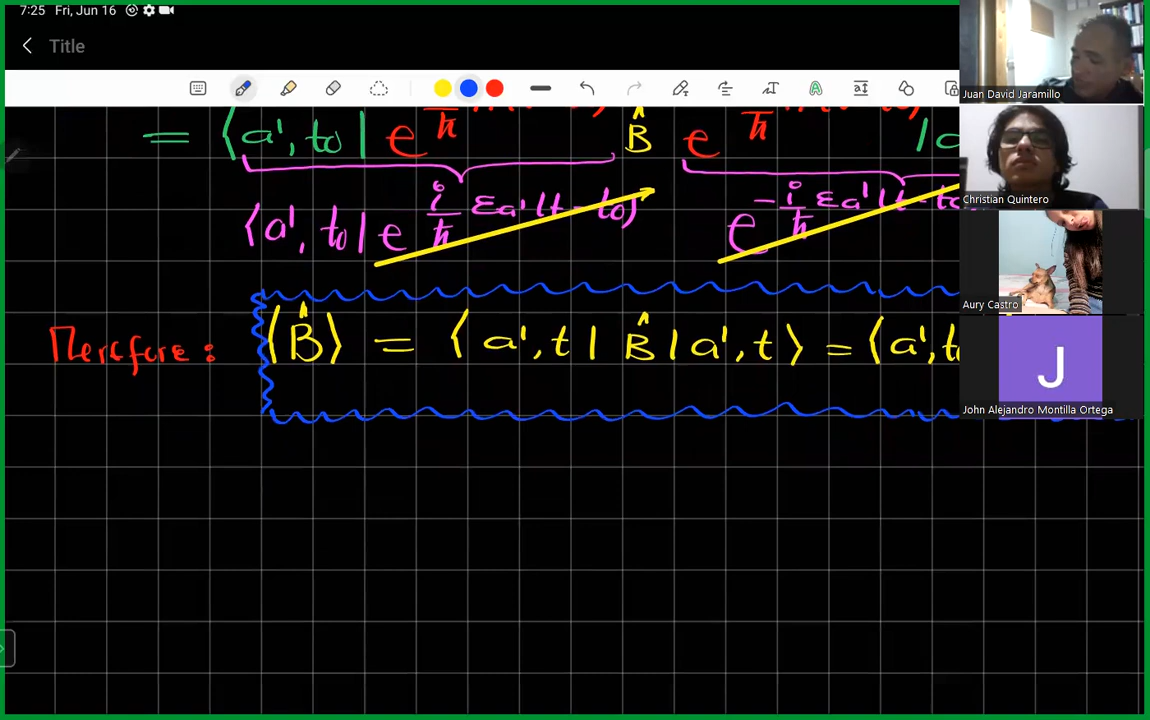 7:25 Fri, Jun 16
Title
Juan David Jaramillo
= ⟨a', t₀| e B̂ e
⟨a', t₀| e^{i/ħ Ea'(t-t₀)} e^{-i/ħ Ea'(t-t₀
Christian Quintero
Aury Castro
Therefore: ⟨B̂⟩ = ⟨a', t | B̂ | a', t⟩ = ⟨a', t₀
J
John Alejandro Montilla Ortega